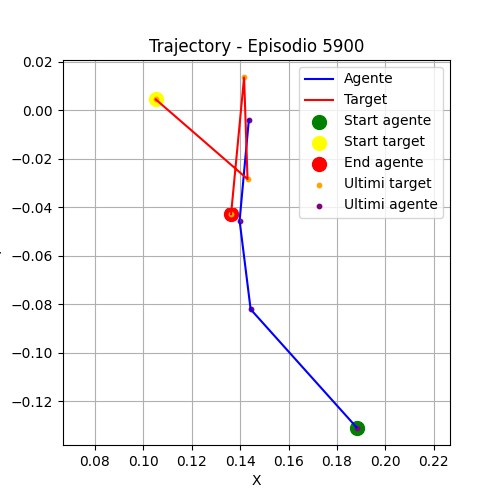 Trajectory - Episodio 5900
0.02
0.00
−0.02
−0.04
−0.06
−0.08
−0.10
−0.12
Agente
Target
Start agente
Start target
End agente
Ultimi target
Ultimi agente
0.08 0.10 0.12 0.14 0.16 0.18 0.20 0.22
X